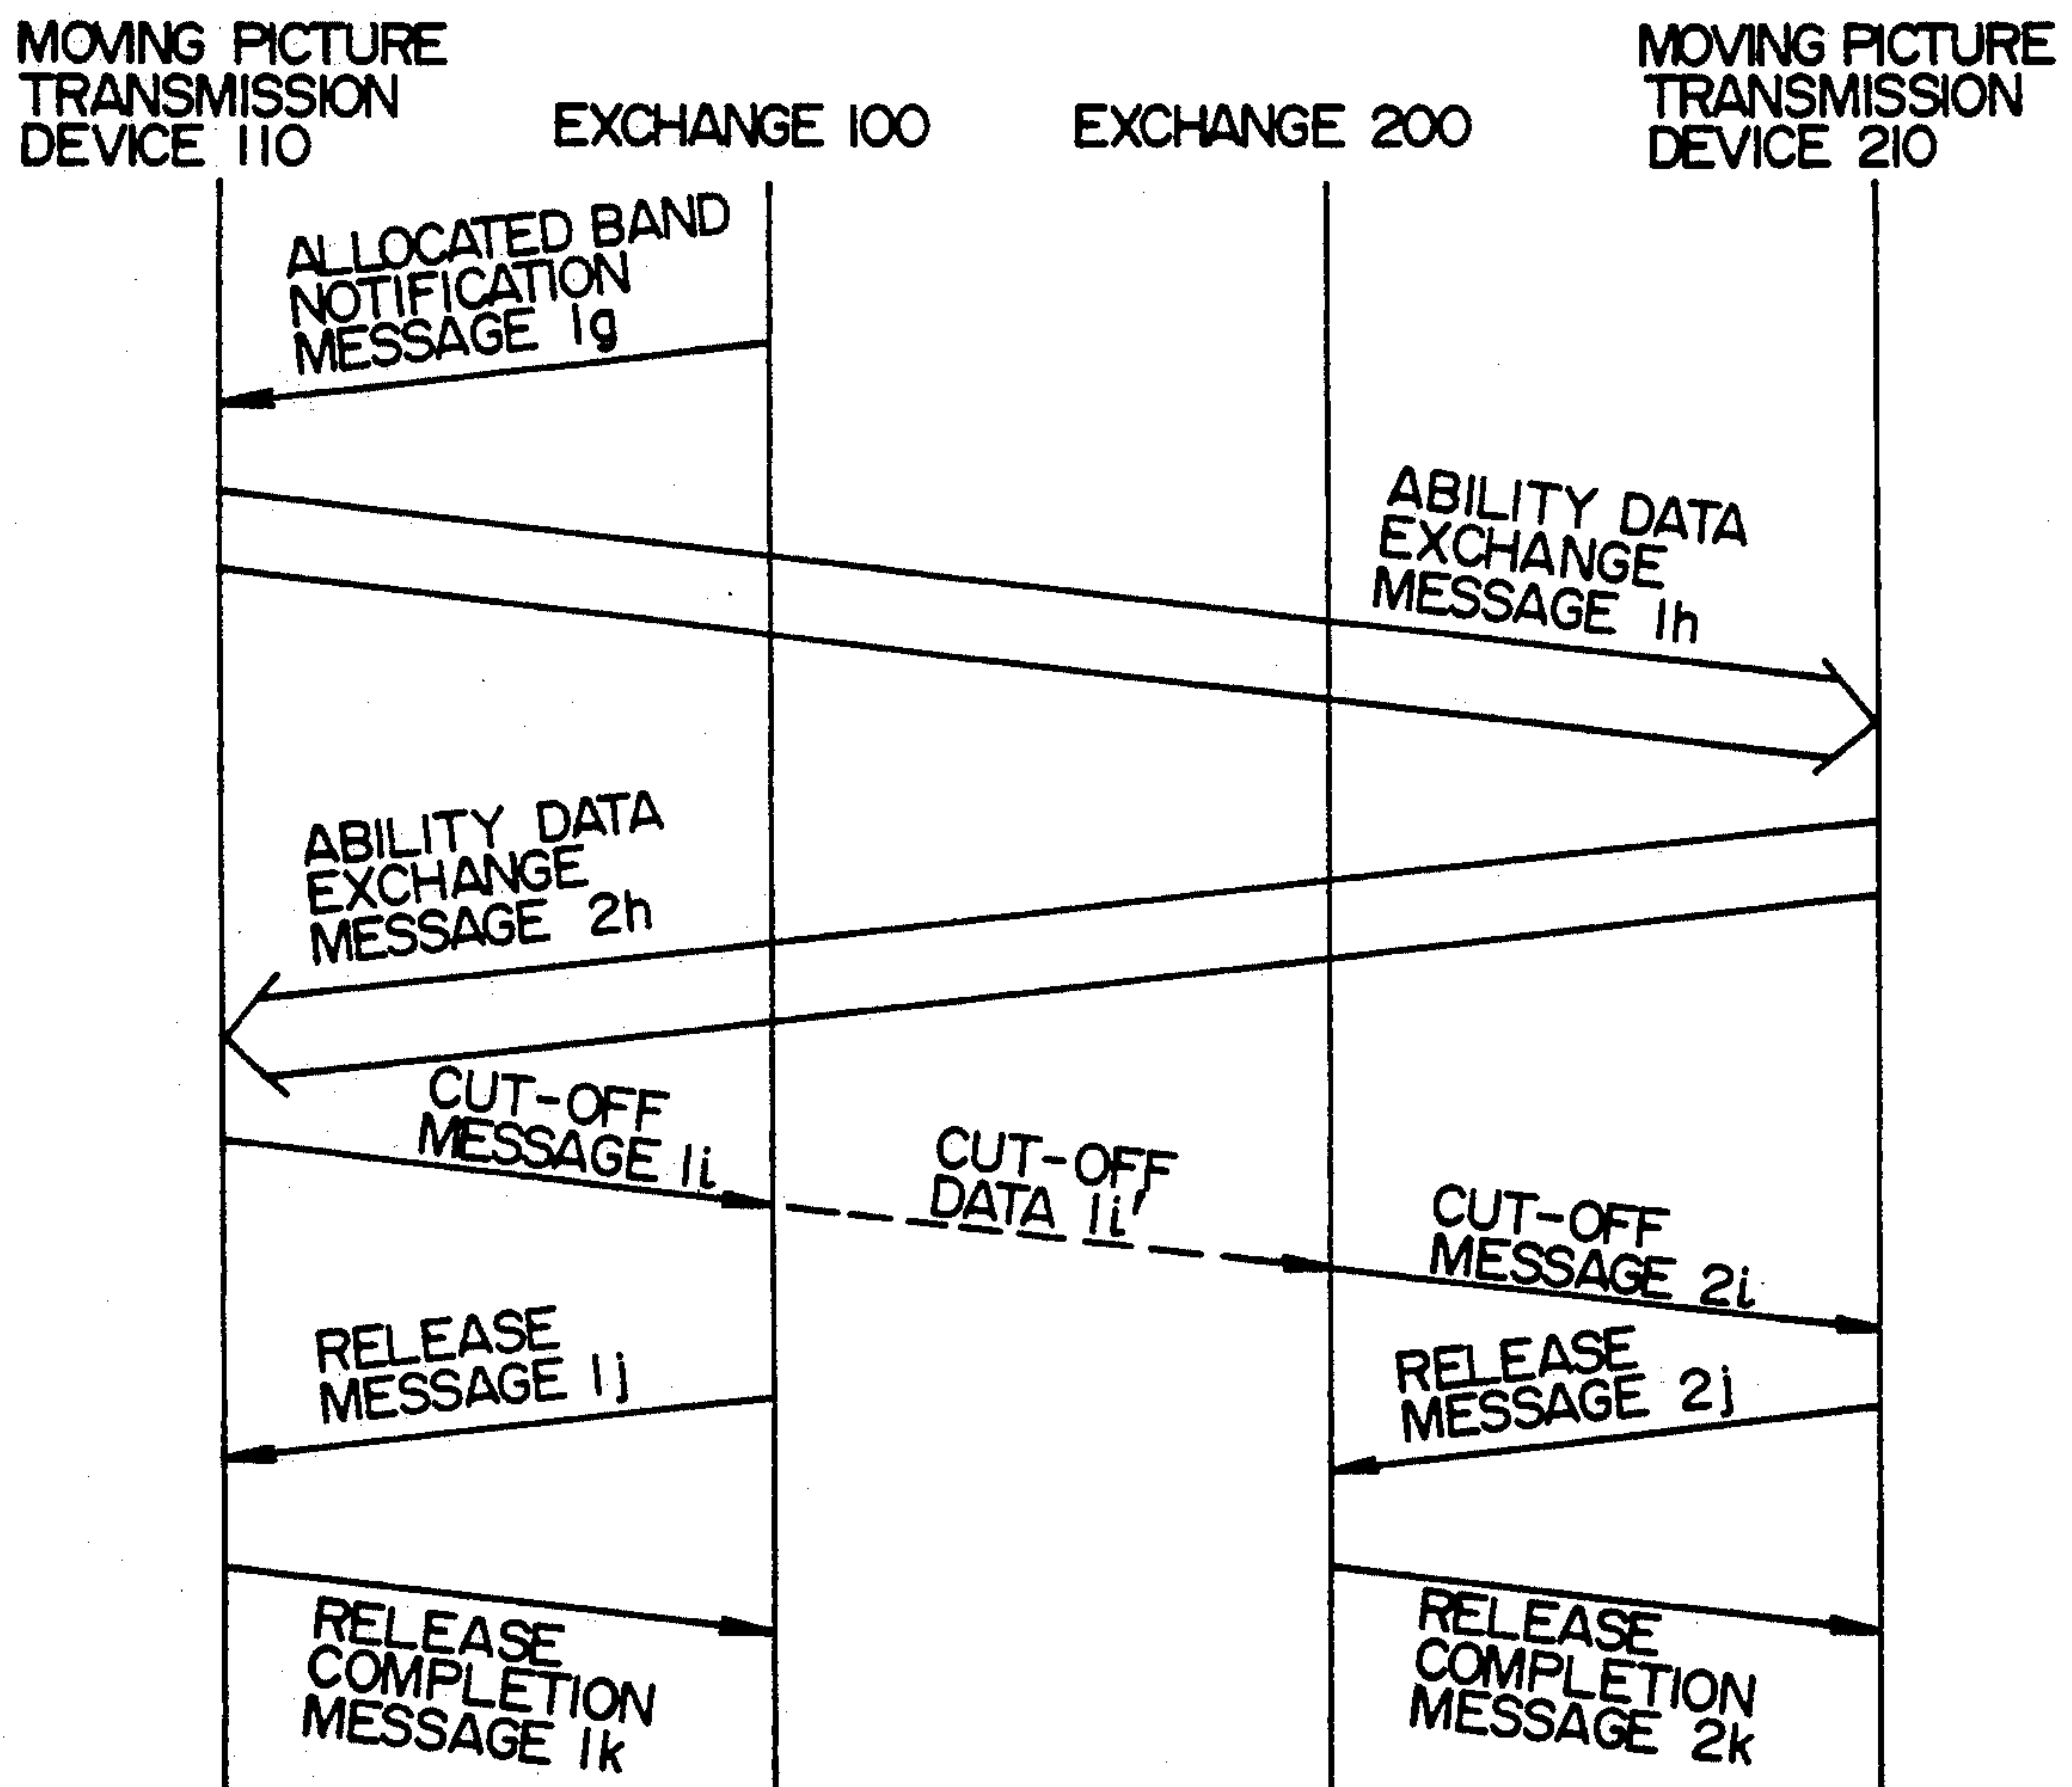 MOVING PICTURE
TRANSMISSION
DEVICE 110
EXCHANGE 100
EXCHANGE 200
MOVING PICTURE
TRANSMISSION
DEVICE 210
ALLOCATED BAND
NOTIFICATION
MESSAGE 1g
ABILITY DATA
EXCHANGE
MESSAGE 1h
ABILITY DATA
EXCHANGE
MESSAGE 2h
CUT-OFF
MESSAGE 1i
CUT-OFF
DATA 1i'
CUT-OFF
MESSAGE 2i
RELEASE
MESSAGE 1j
RELEASE
MESSAGE 2j
RELEASE
COMPLETION
MESSAGE 1k
RELEASE
COMPLETION
MESSAGE 2k